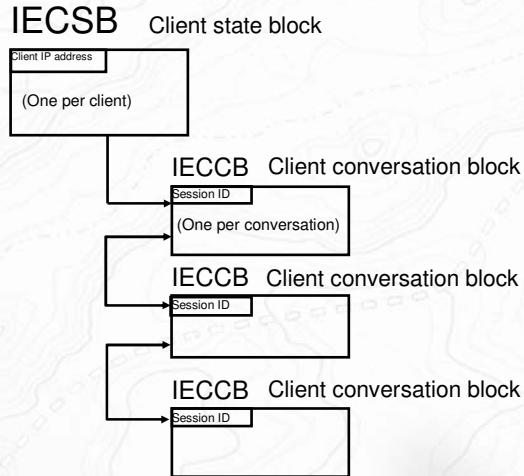 IECSB Client state block
Client IP address
(One per client)
IECCB Client conversation block
Session ID
(One per conversation)
IECCB Client conversation block
Session ID
IECCB Client conversation block
Session ID